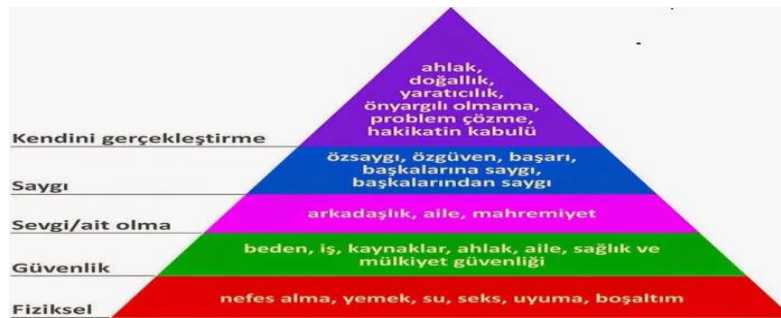 ahlak,
doğallık,
yaratıcılık,
önyargılı olmama,
problem çözme,
hakikatin kabulü
Kendini gerçekleştirme
özsaygı, özgüven, başarı,
başkalarına saygı,
başkalarından saygı
Saygı
arkadaşlık, aile, mahremiyet
Sevgi/ait olma
beden, iş, kaynaklar, ahlak, aile, sağlık ve
mülkiyet güvenliği
Güvenlik
nefes alma, yemek, su, seks, uyuma, boşaltım
Fiziksel